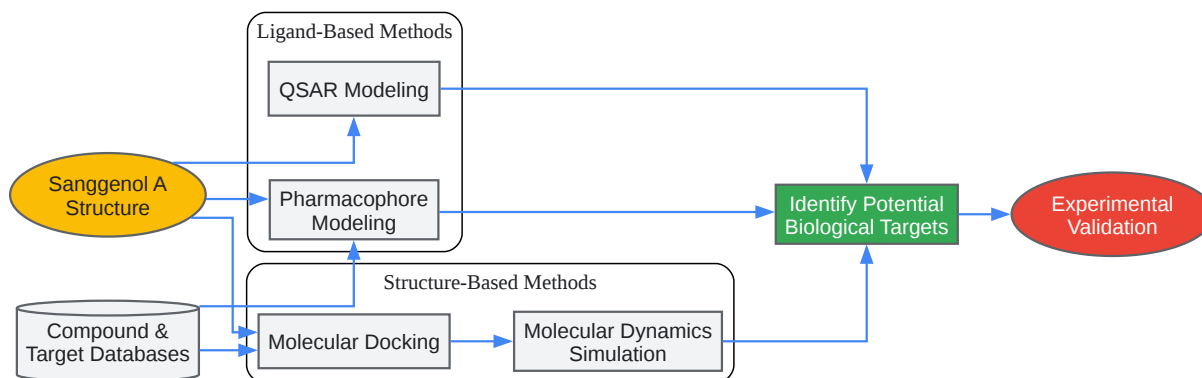 Ligand-Based Methods
QSAR Modeling
Sanggenol A
Structure
Pharmacophore
Modeling
Identify Potential
Biological Targets
Experimental
Validation
Structure-Based Methods
Compound &
Target Databases
Molecular Docking
Molecular Dynamics
Simulation